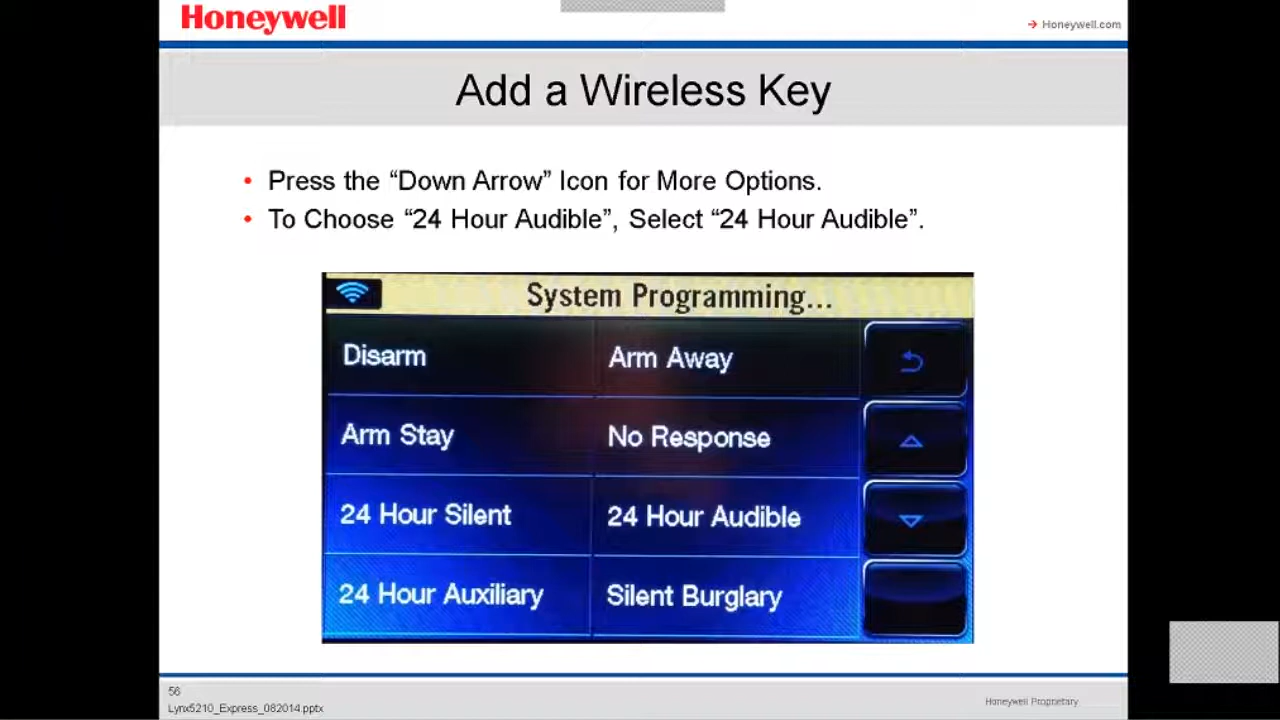 Honeywell
Honeywell.com
Add a Wireless Key
• Press the “Down Arrow” Icon for More Options.
• To Choose “24 Hour Audible”, Select “24 Hour Audible”.
System Programming...
Disarm
Arm Away
Arm Stay
No Response
24 Hour Silent
24 Hour Audible
24 Hour Auxiliary
Silent Burglary
56
Lynx5210_Express_082014.pptx
Honeywell Proprietary